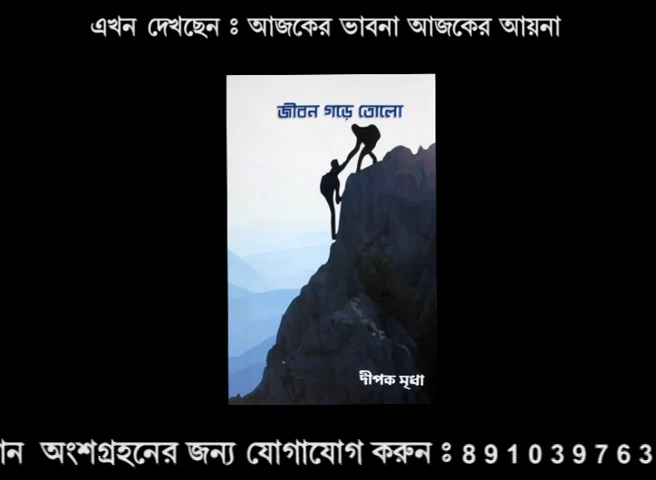 এখন দেখছেন ঃ আজকের ভাবনা আজকের আয়না
জীবন গড়ে তোলো
দীপক মৃধা
অংশগ্রহনের জন্য যোগাযোগ করুন ঃ 891039763